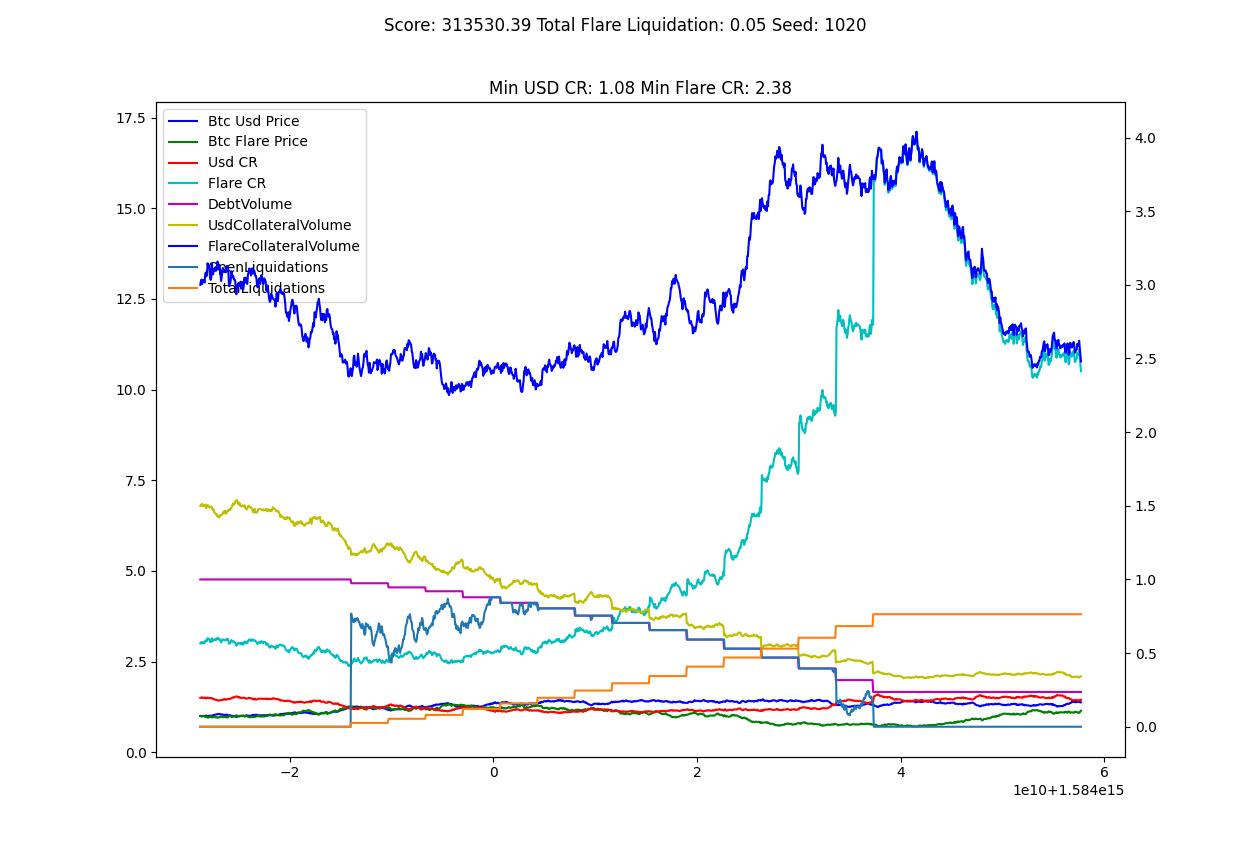 Score: 313530.39 Total Flare Liquidation: 0.05 Seed: 1020
Min USD CR: 1.08 Min Flare CR: 2.38
Btc Usd Price
Btc Flare Price
Usd CR
Flare CR
DebtVolume
UsdCollateralVolume
FlareCollateralVolume
OpenLiquidations
TotalLiquidations
17.5
15.0
12.5
10.0
7.5
5.0
2.5
0.0
4.0
3.5
3.0
2.5
2.0
1.5
1.0
0.5
0.0
−2
0
2
4
6
1e10+1.584e15